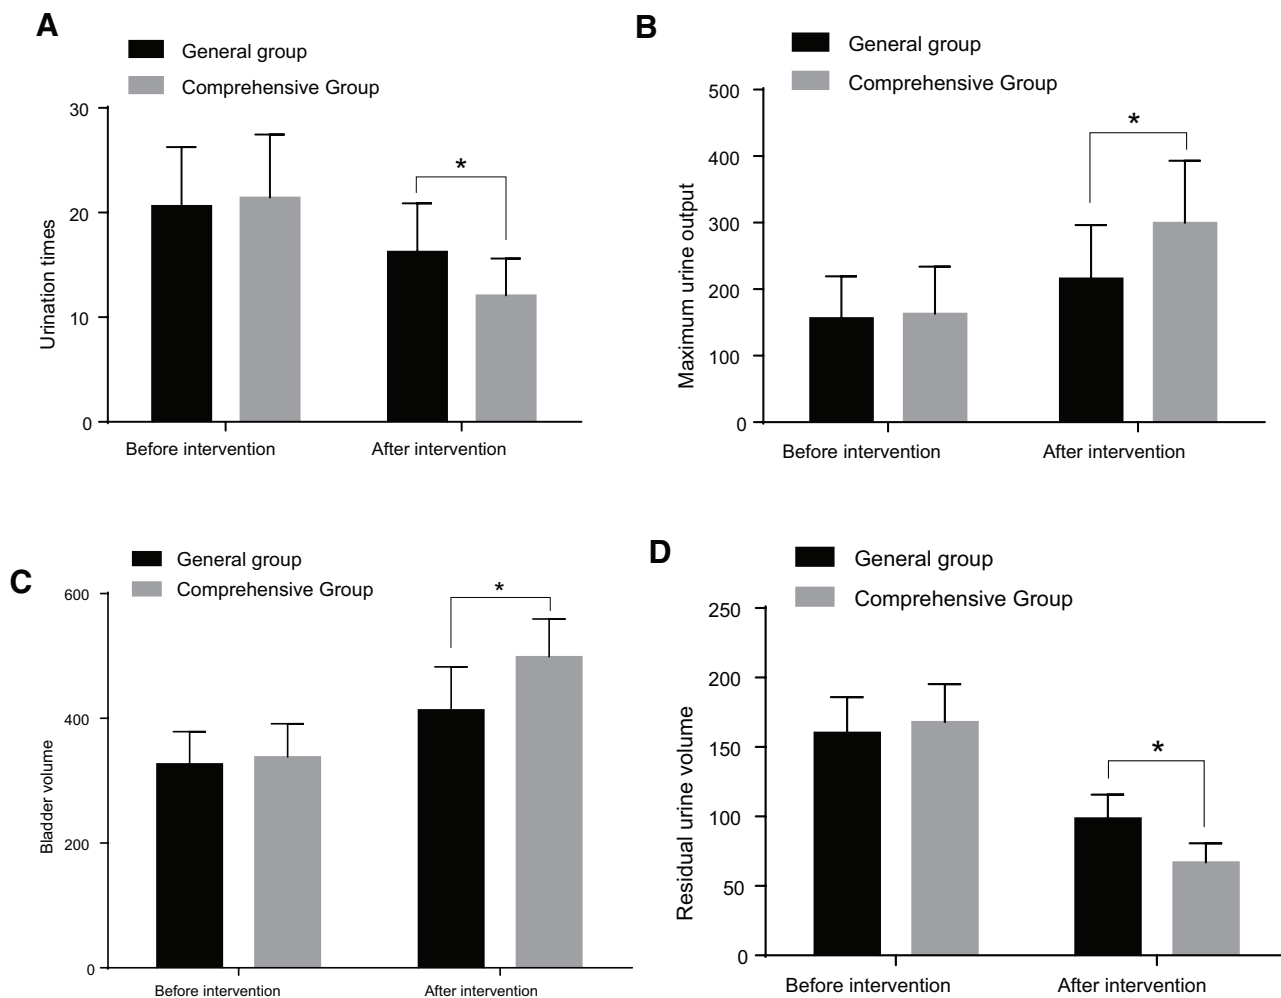 A
General group
Comprehensive Group
30
20
10
0
Urination times
*
Before intervention
After intervention
B
General group
Comprehensive Group
500
400
300
200
100
0
Maximum urine output
*
Before intervention
After intervention
C
General group
Comprehensive Group
600
400
200
0
Bladder volume
*
Before intervention
After intervention
D
General group
Comprehensive Group
250
200
150
100
50
0
Residual urine volume
*
Before intervention
After intervention